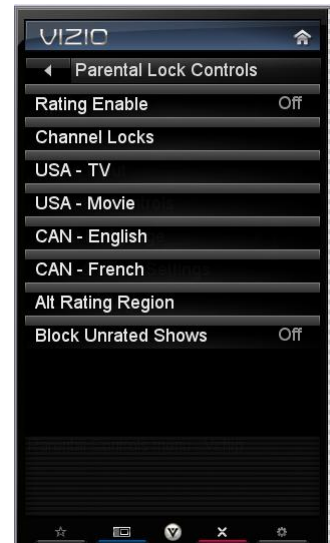 VIZIO
Parental Lock Controls
Rating Enable Off
Channel Locks
USA - TV
USA - Movie
CAN - English
CAN - French
Alt Rating Region
Block Unrated Shows Off